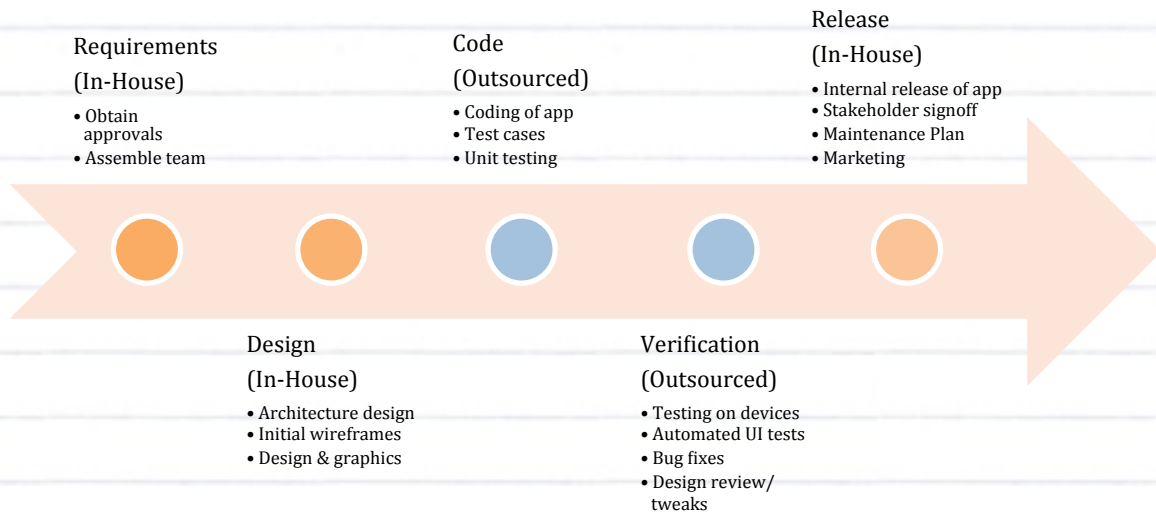 Requirements
(In-House)
• Obtain
approvals
• Assemble team
Design
(In-House)
• Architecture design
• Initial wireframes
• Design & graphics
Code
(Outsourced)
• Coding of app
• Test cases
• Unit testing
Verification
(Outsourced)
• Testing on devices
• Automated UI tests
• Bug fixes
• Design review/
tweaks
Release
(In-House)
• Internal release of app
• Stakeholder signoff
• Maintenance Plan
• Marketing